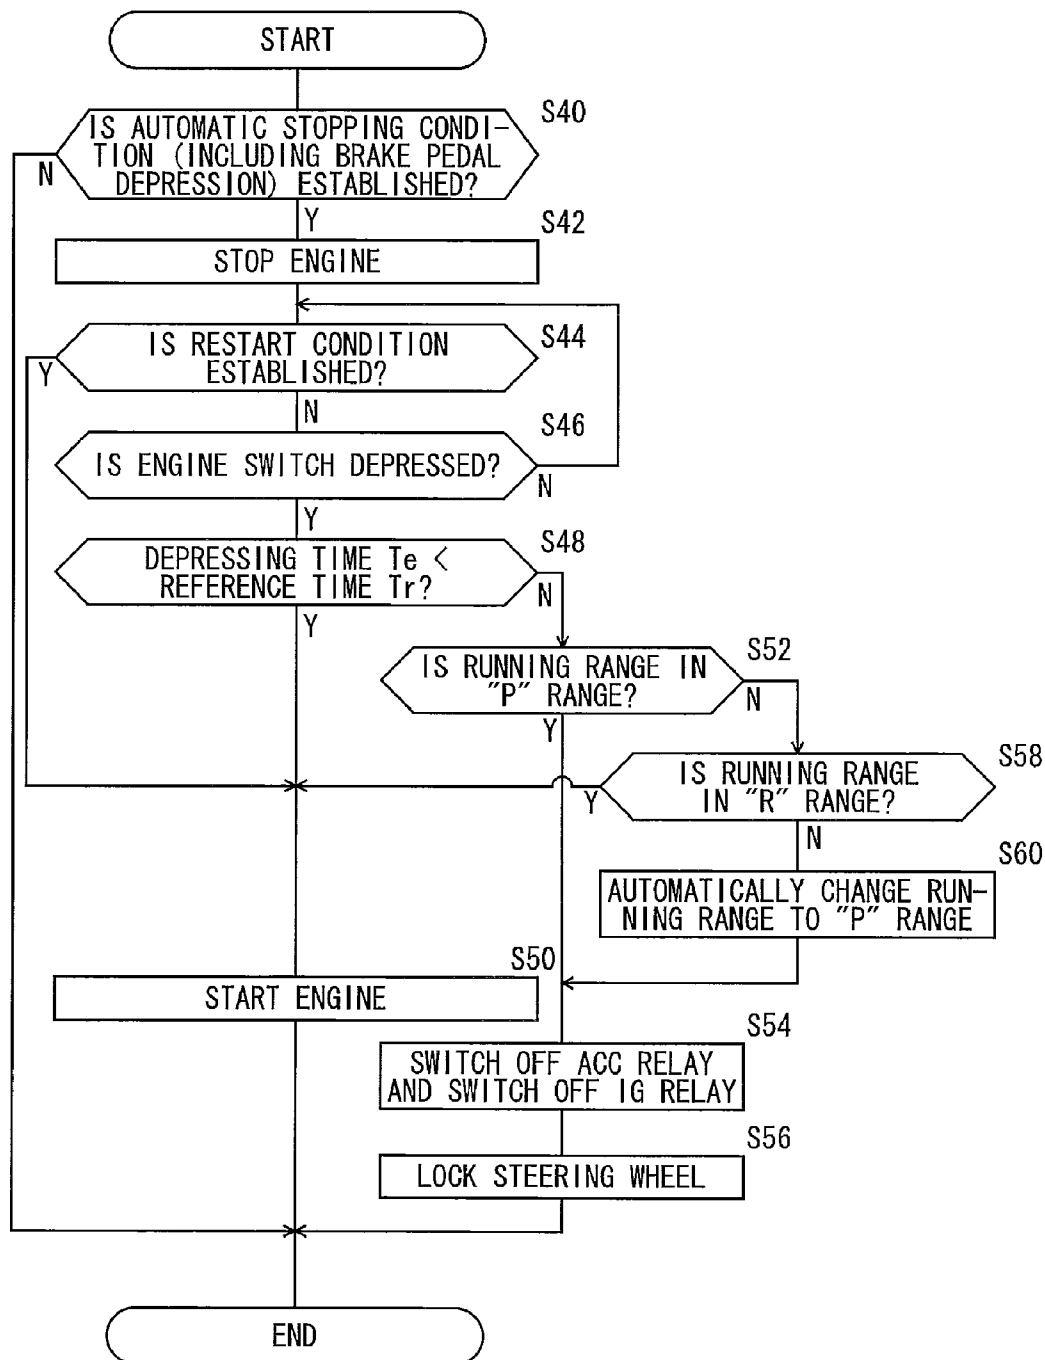 START
S40
IS AUTOMATIC STOPPING CONDI-
TION (INCLUDING BRAKE PEDAL
DEPRESSION) ESTABLISHED?
N
Y
S42
STOP ENGINE
S44
IS RESTART CONDITION
ESTABLISHED?
Y
N
S46
IS ENGINE SWITCH DEPRESSED?
N
Y
S48
DEPRESSING TIME Te <
REFERENCE TIME Tr?
N
Y
S52
IS RUNNING RANGE IN
"P" RANGE?
N
Y
S58
IS RUNNING RANGE
IN "R" RANGE?
Y
N
S60
AUTOMATICALLY CHANGE RUN-
NING RANGE TO "P" RANGE
S50
START ENGINE
S54
SWITCH OFF ACC RELAY
AND SWITCH OFF IG RELAY
S56
LOCK STEERING WHEEL
END